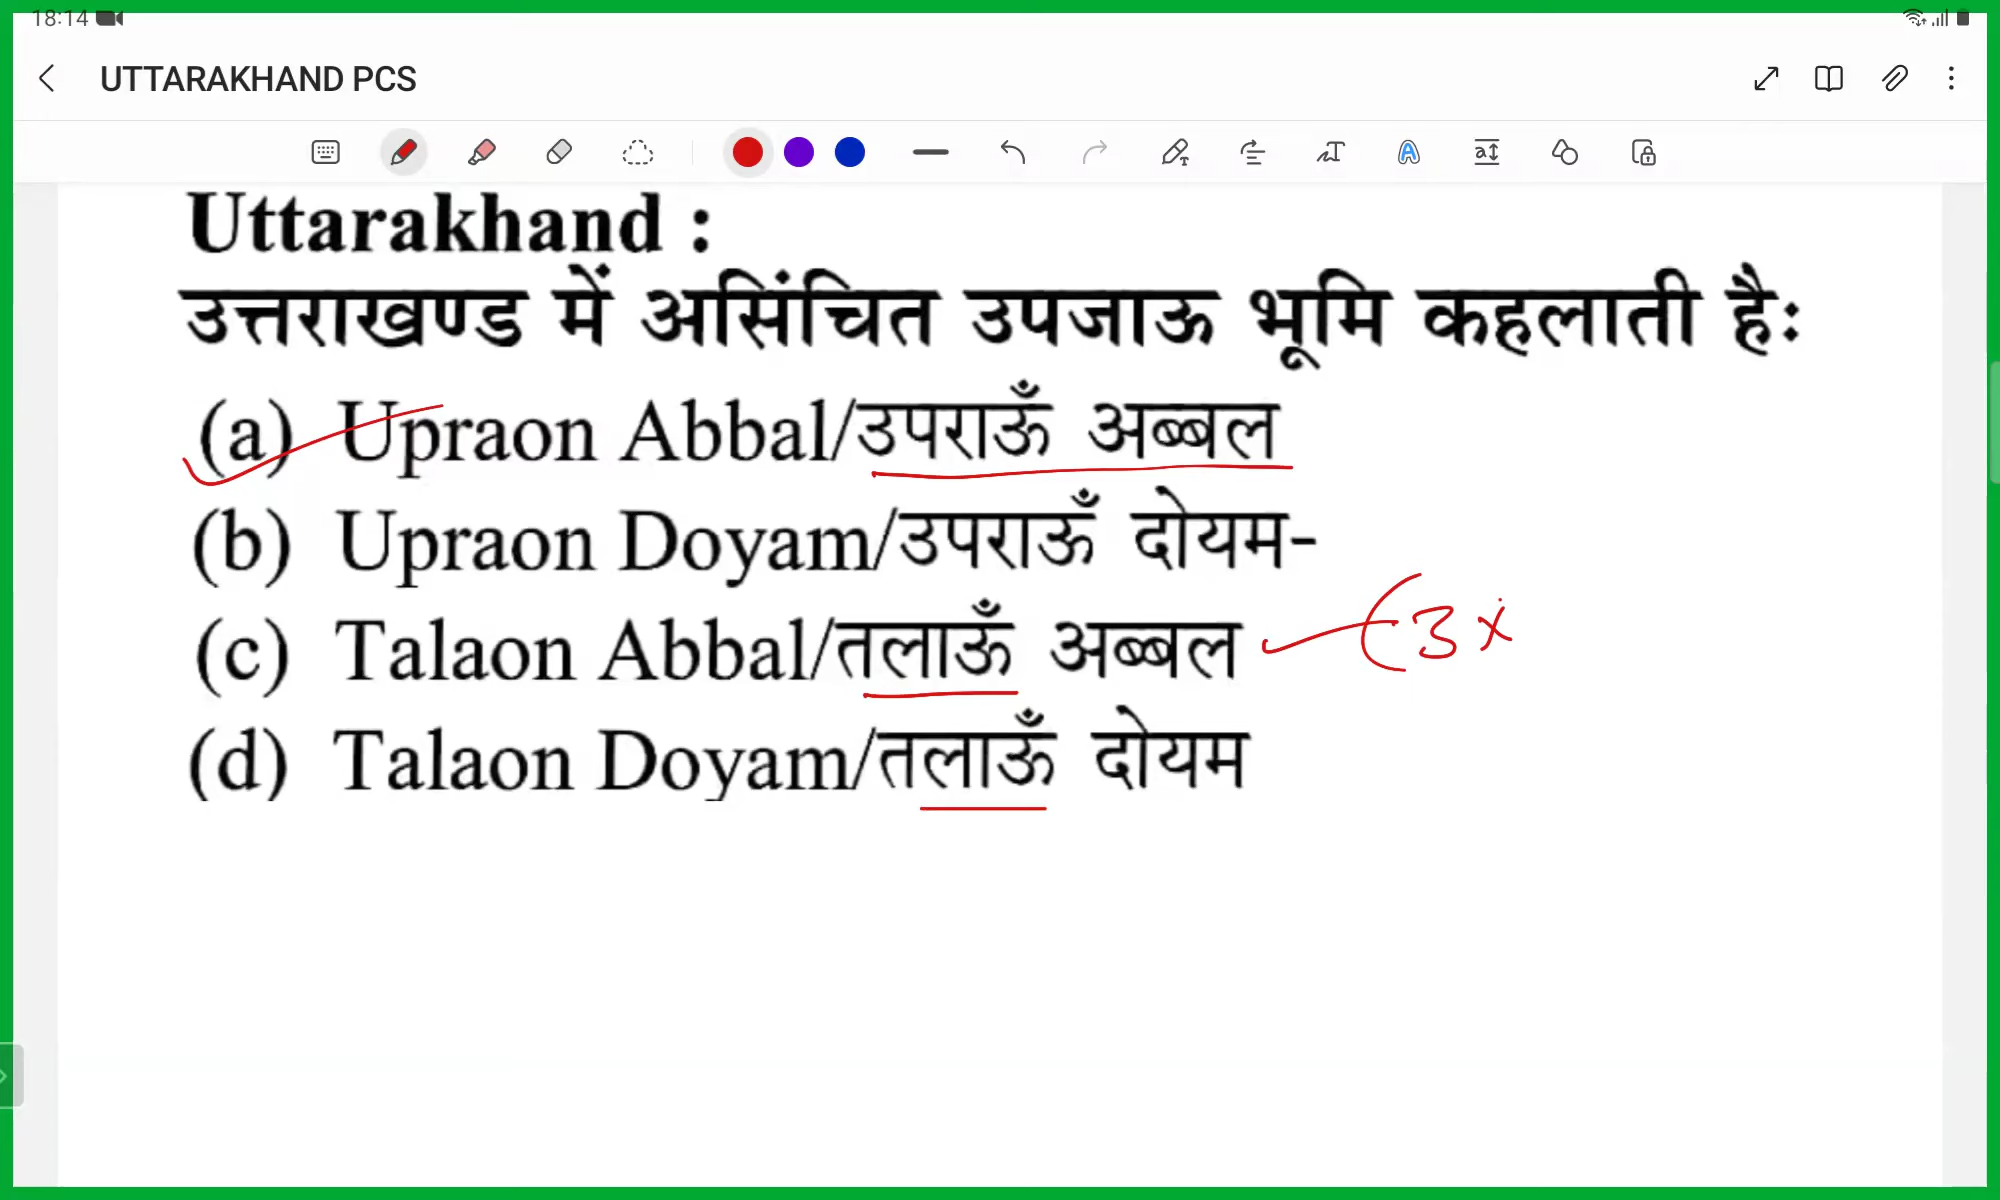 18:14
UTTARAKHAND PCS
Uttarakhand :
उत्तराखण्ड में असिंचित उपजाऊ भूमि कहलाती हैः
(a) Upraon Abbal/उपराऊँ अब्बल
(b) Upraon Doyam/उपराऊँ दोयम-
(c) Talaon Abbal/तलाऊँ अब्बल (3 x
(d) Talaon Doyam/तलाऊँ दोयम